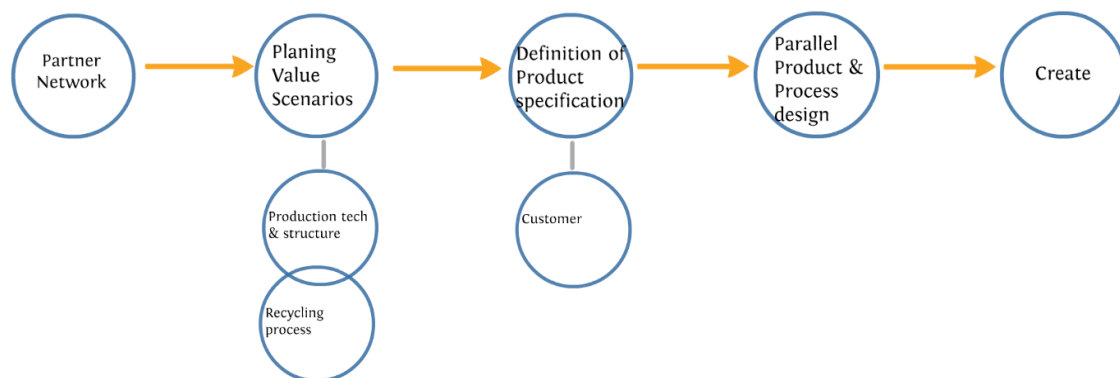 Partner
Network
Planing
Value
Scenarios
Definition of
Product
specification
Parallel
Product &
Process
design
Create
Production tech
& structure
Customer
Recycling
process